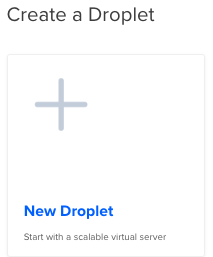 Create a Droplet
New Droplet
Start with a scalable virtual server